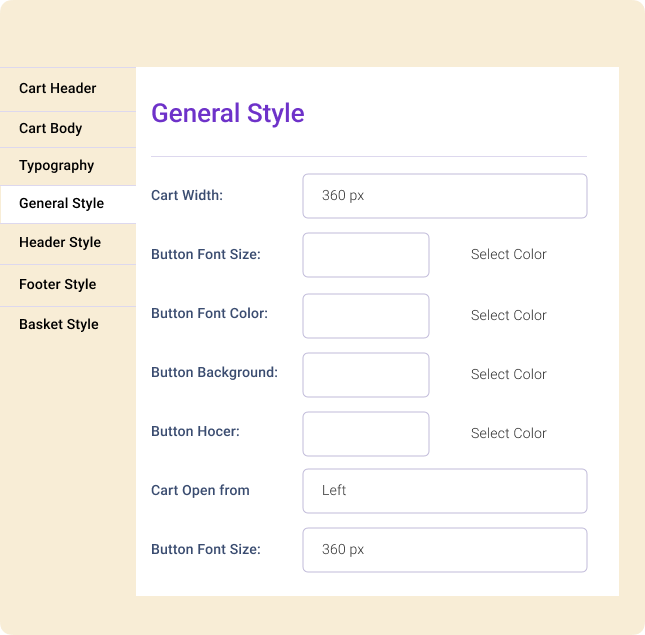 Cart Header
Cart Body
Typography
General Style
Header Style
Footer Style
Basket Style
General Style
Cart Width: 360 px
Button Font Size: Select Color
Button Font Color: Select Color
Button Background: Select Color
Button Hocer: Select Color
Cart Open from Left
Button Font Size: 360 px